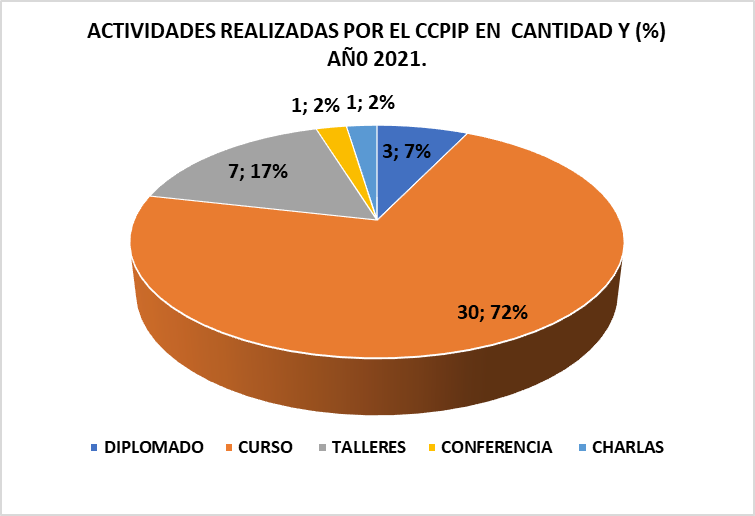 ACTIVIDADES REALIZADAS POR EL CCPIP EN CANTIDAD Y (%)
AÑ0 2021.
1; 2%
1; 2%
3; 7%
7; 17%
30; 72%
DIPLOMADO
CURSO
TALLERES
CONFERENCIA
CHARLAS